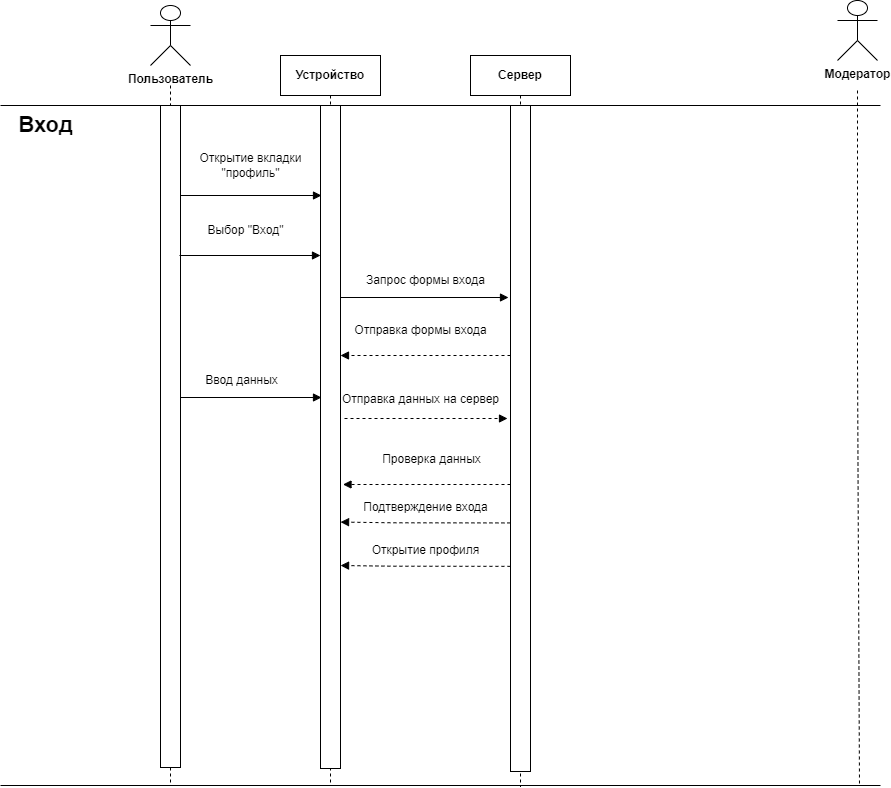 Пользователь
Устройство
Сервер
Модератор
Вход
Открытие вкладки
"профиль"
Выбор "Вход"
Запрос формы входа
Отправка формы входа
Ввод данных
Отправка данных на сервер
Проверка данных
Подтверждение входа
Открытие профиля